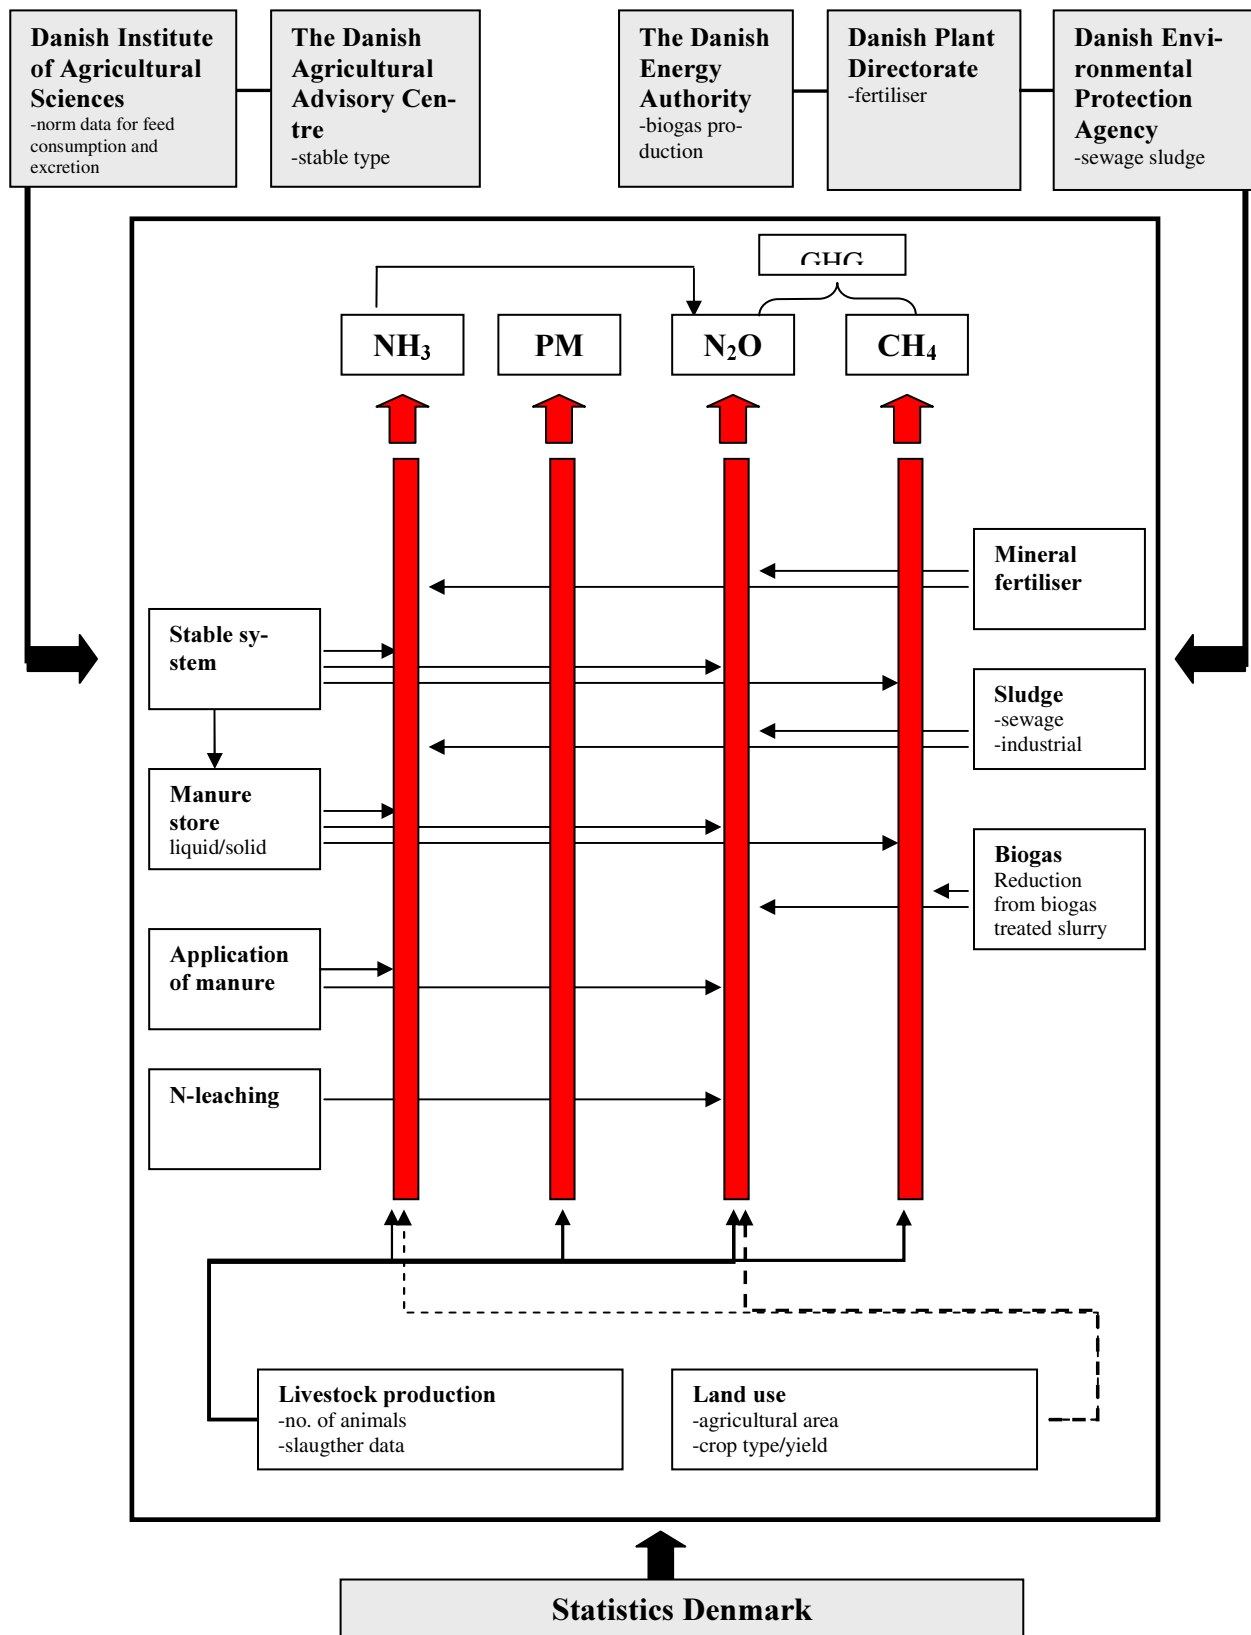 Danish Institute
of Agricultural
Sciences
-norm data for feed
consumption and
excretion
The Danish
Agricultural
Advisory Cen-
tre
-stable type
The Danish
Energy
Authority
-biogas pro-
duction
Danish Plant
Directorate
-fertiliser
Danish Envi-
ronmental
Protection
Agency
-sewage sludge
GHG
NH₃
PM
N₂O
CH₄
Mineral
fertiliser
Stable sy-
stem
Sludge
-sewage
-industrial
Manure
store
liquid/solid
Biogas
Reduction
from biogas
treated slurry
Application
of manure
N-leaching
Livestock production
-no. of animals
-slaugther data
Land use
-agricultural area
-crop type/yield
Statistics Denmark